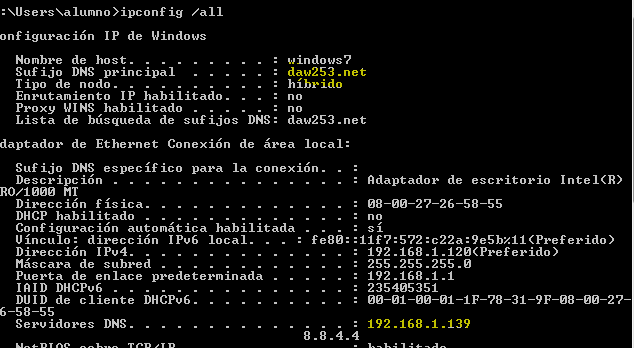 :\Users\alumno>ipconfig /all
onfiguración IP de Windows
Nombre de host. . . . . . . . . : windows7
Sufijo DNS principal . . . . . : daw253.net
Tipo de nodo. . . . . . . . . . : híbrido
Enrutamiento IP habilitado. . . : no
Proxy WINS habilitado . . . . . : no
Lista de búsqueda de sufijos DNS: daw253.net
daptador de Ethernet Conexión de área local:
Sufijo DNS específico para la conexión. . :
Descripción . . . . . . . . . . . . . . . : Adaptador de escritorio Intel(R)
RO/1000 MT
Dirección física. . . . . . . . . . . . . : 08-00-27-26-58-55
DHCP habilitado . . . . . . . . . . . . . : no
Configuración automática habilitada . . . : sí
Vínculo: dirección IPv6 local. . . : fe80::11f7:572:c22a:9e5b%11(Preferido)
Dirección IPv4. . . . . . . . . . . . . . : 192.168.1.120(Preferido)
Máscara de subred . . . . . . . . . . . . : 255.255.255.0
Puerta de enlace predeterminada . . . . . : 192.168.1.1
IAID DHCPv6 . . . . . . . . . . . . . . . : 235405351
DUID de cliente DHCPv6. . . . . . . . . . : 00-01-00-01-1F-78-31-9F-08-00-27-
6-58-55
Servidores DNS. . . . . . . . . . . . . . : 192.168.1.139
8.8.4.4
NetBIOS sobre TCP/IP . . . . . . . . . . : habilitado